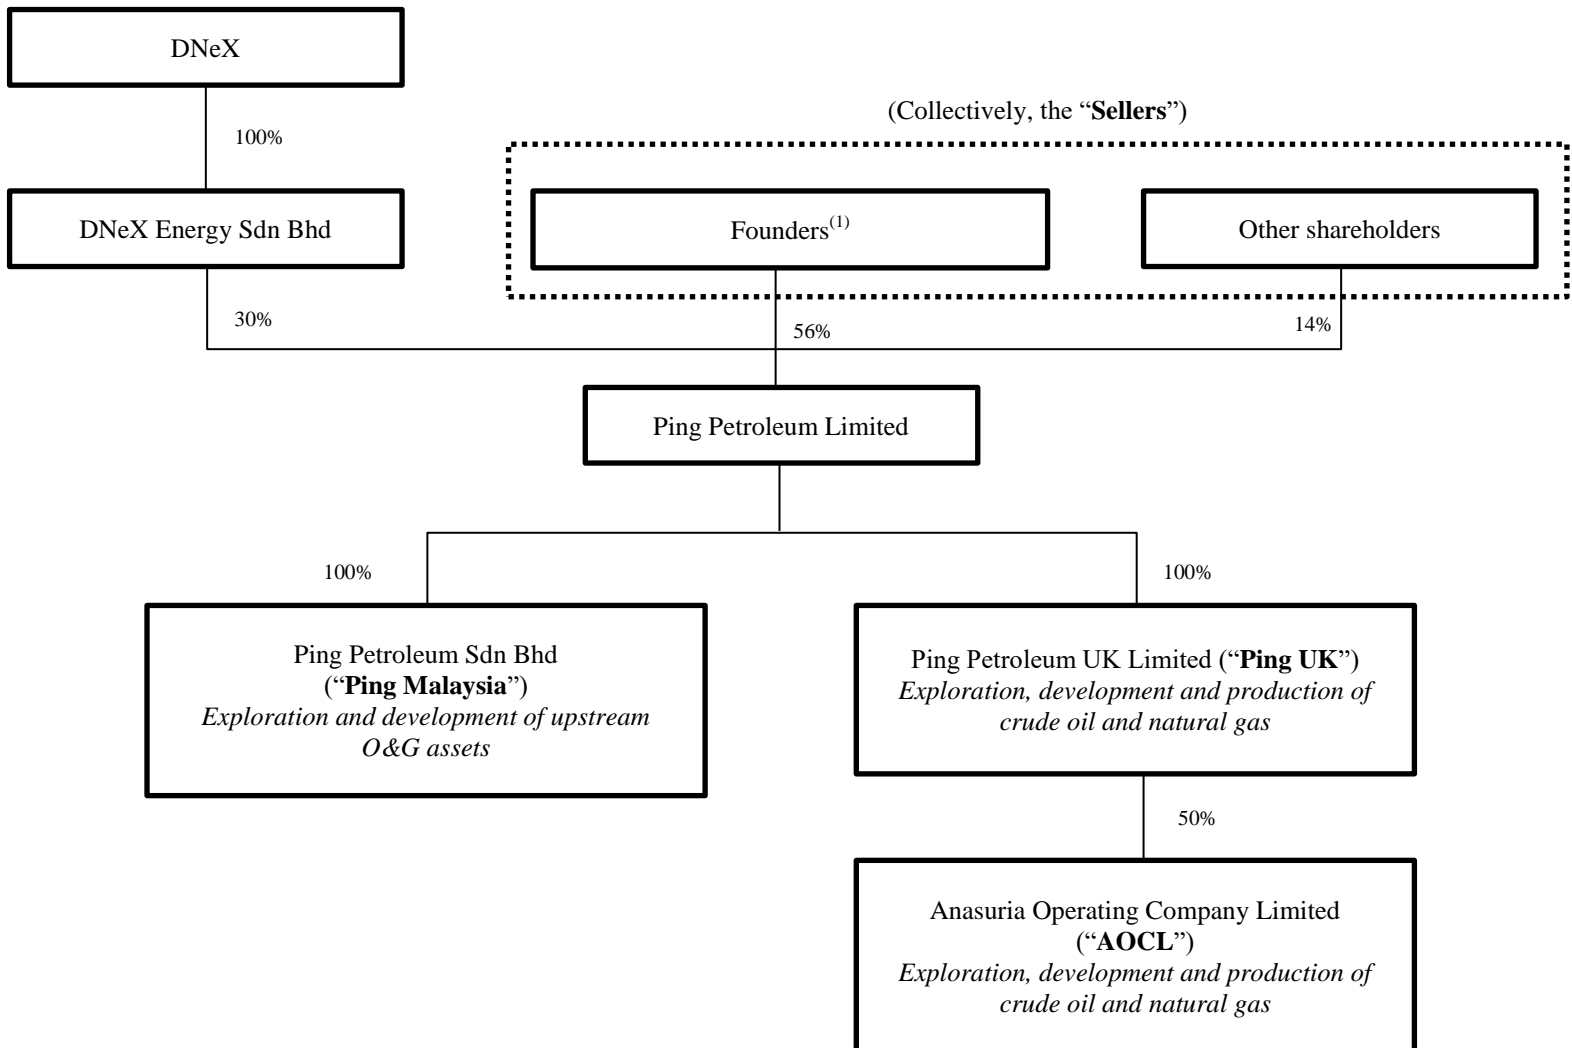 DNeX
100%
(Collectively, the “Sellers”)
DNeX Energy Sdn Bhd
Founders(1)
Other shareholders
30%
56%
14%
Ping Petroleum Limited
100%
100%
Ping Petroleum Sdn Bhd
(“Ping Malaysia”)
Exploration and development of upstream
O&G assets
Ping Petroleum UK Limited (“Ping UK”)
Exploration, development and production of
crude oil and natural gas
50%
Anasuria Operating Company Limited
(“AOCL”)
Exploration, development and production of
crude oil and natural gas